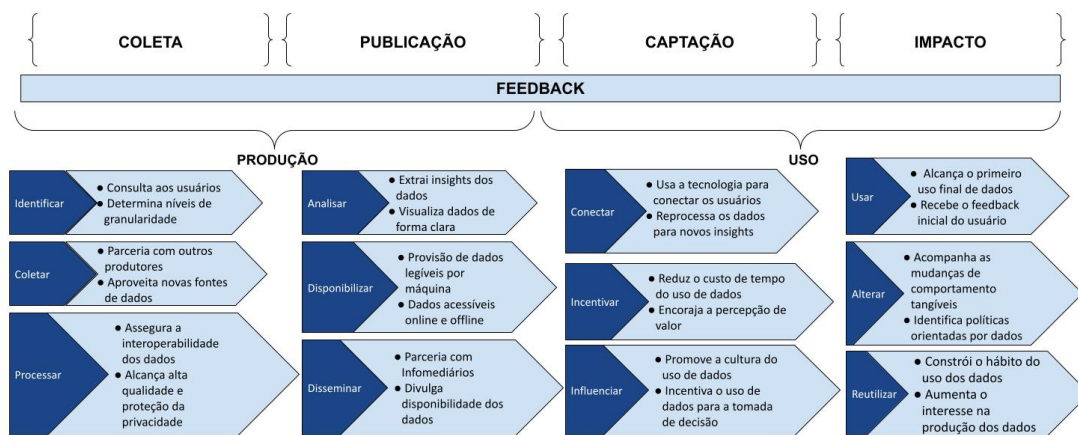 COLETA
PUBLICAÇÃO
CAPTAÇÃO
IMPACTO
FEEDBACK
PRODUÇÃO
USO
Identificar
● Consulta aos usuários
● Determina níveis de
granularidade
Coletar
● Parceria com outros
produtores
● Aproveita novas fontes
de dados
Processar
● Assegura a
interoperabilidade
dos dados
● Alcança alta
qualidade e
proteção da
privacidade
Analisar
● Extrai insights dos
dados
● Visualiza dados de
forma clara
Disponibilizar
● Provisão de dados
legíveis por
máquina
● Dados acessíveis
online e offline
Disseminar
● Parceria com
Infomediários
● Divulga
disponibilidade dos
dados
Conectar
● Usa a tecnologia para
conectar os usuários
● Reprocessa os dados
para novos insights
Incentivar
● Reduz o custo de tempo
do uso de dados
● Encoraja a percepção de
valor
Influenciar
● Promove a cultura do
uso de dados
● Incentiva o uso de
dados para a tomada
de decisão
Usar
● Alcança o primeiro
uso final de dados
● Recebe o feedback
inicial do usuário
Alterar
● Acompanha as
mudanças de
comportamento
tangíveis
● Identifica políticas
orientadas por dados
Reutilizar
● Constrói o hábito do
uso dos dados
● Aumenta o
interesse na
produção dos dados